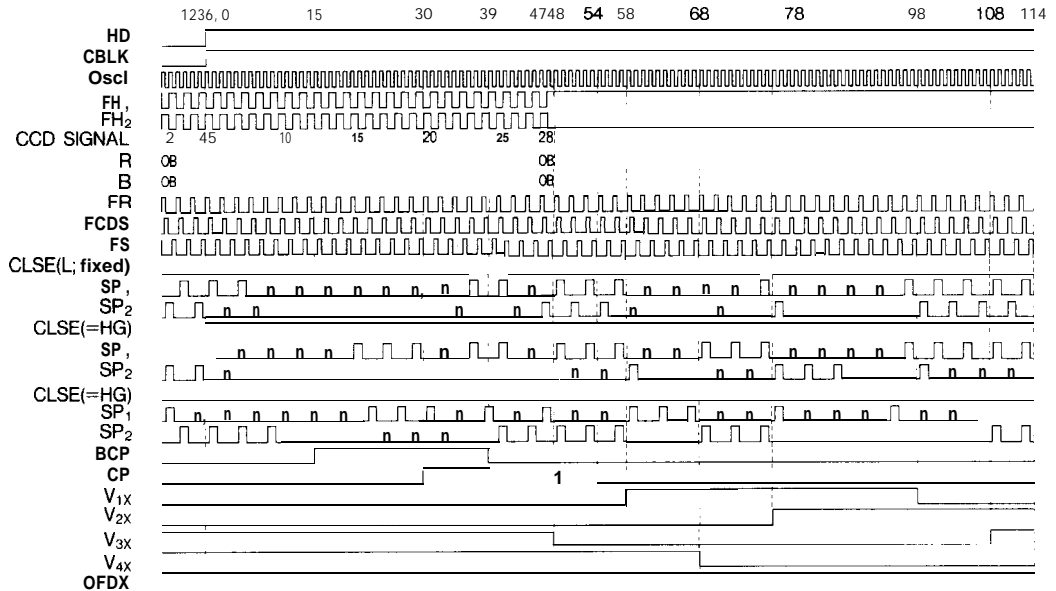 1236, 0 15 30 39 4748 54 58 68 78 98 108 114
HD
CBLK
OscI
FH,
FH2
CCD SIGNAL 2 45 10 15 20 25 28
R OB OB
B OB OB
FR
FCDS
FS
CLSE(L; fixed)
SP, n n n n n n n n n n n n n n n n
SP2 n n n n n n
CLSE(=HG)
SP, n n n n n n n n n n n n
SP2 n n n n n n n n
CLSE(=HG)
SP1 n n n n n n n n n n n n n n n n n
SP2 n n n
BCP
CP 1
V1X
V2X
V3X
V4X
OFDX